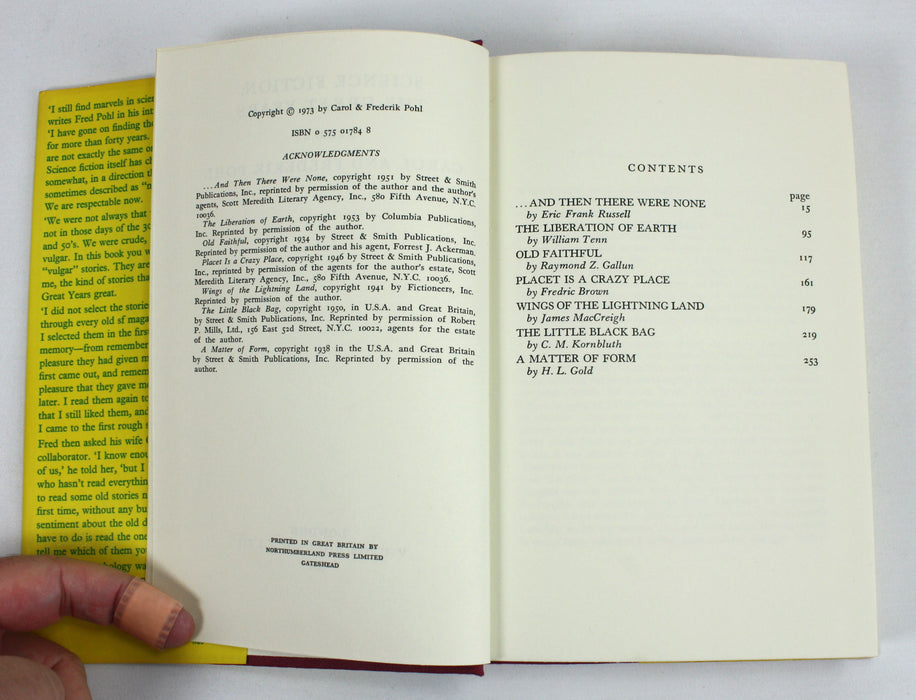 'I still find marvels in scien
writes Fred Pohl in his int
'I have gone on finding the
for more than forty years.
are not exactly the same o
Science fiction itself has c
somewhat, in a direction t
sometimes described as "n
We are respectable now.
'We were not always that
not in those days of the 30
and 50's. We were crude,
vulgar. In this book you w
"vulgar" stories. They are
me, the kind of stories tha
Great Years great.
'I did not select the storie
through every old sf maga
I selected them in the first
memory—from remember
pleasure they had given m
first came out, and remem
pleasure that they gave m
later. I read them again to
that I still liked them, and
I came to the first rough s
Fred then asked his wife C
collaborator. 'I know enou
of us,' he told her, 'but I
who hasn't read everythin
to read some old stories n
first time, without any bu
sentiment about the old d
have to do is read the one
tell me which of them yo
hology wa
Copyright © 1973 by Carol & Frederik Pohl
ISBN 0 575 01784 8
ACKNOWLEDGMENTS
...And Then There Were None, copyright 1951 by Street & Smith
Publications, Inc., reprinted by permission of the author and the author's
agents, Scott Meredith Literary Agency, Inc., 580 Fifth Avenue, N.Y.C.
10036.
The Liberation of Earth, copyright 1953 by Columbia Publications,
Inc. Reprinted by permission of the author.
Old Faithful, copyright 1934 by Street & Smith Publications, Inc.
Reprinted by permission of the author and his agent, Forrest J. Ackerman.
Placet Is a Crazy Place, copyright 1946 by Street & Smith Publications,
Inc., reprinted by permission of the agents for the author's estate, Scott
Meredith Literary Agency, Inc., 580 Fifth Avenue, N.Y.C. 10036.
Wings of the Lightning Land, copyright 1941 by Fictioneers, Inc.
Reprinted by permission of the author.
The Little Black Bag, copyright 1950, in U.S.A. and Great Britain,
by Street & Smith Publications, Inc. Reprinted by permission of Robert
P. Mills, Ltd., 156 East 52nd Street, N.Y.C. 10022, agents for the estate
of the author.
A Matter of Form, copyright 1938 in the U.S.A. and Great Britain
by Street & Smith Publications, Inc. Reprinted by permission of the
author.
PRINTED IN GREAT BRITAIN BY
NORTHUMBERLAND PRESS LIMITED
GATESHEAD
CONTENTS
page
...AND THEN THERE WERE NONE 15
by Eric Frank Russell
THE LIBERATION OF EARTH 95
by William Tenn
OLD FAITHFUL 117
by Raymond Z. Gallun
PLACET IS A CRAZY PLACE 161
by Fredric Brown
WINGS OF THE LIGHTNING LAND 179
by James MacCreigh
THE LITTLE BLACK BAG 219
by C. M. Kornbluth
A MATTER OF FORM 253
by H. L. Gold